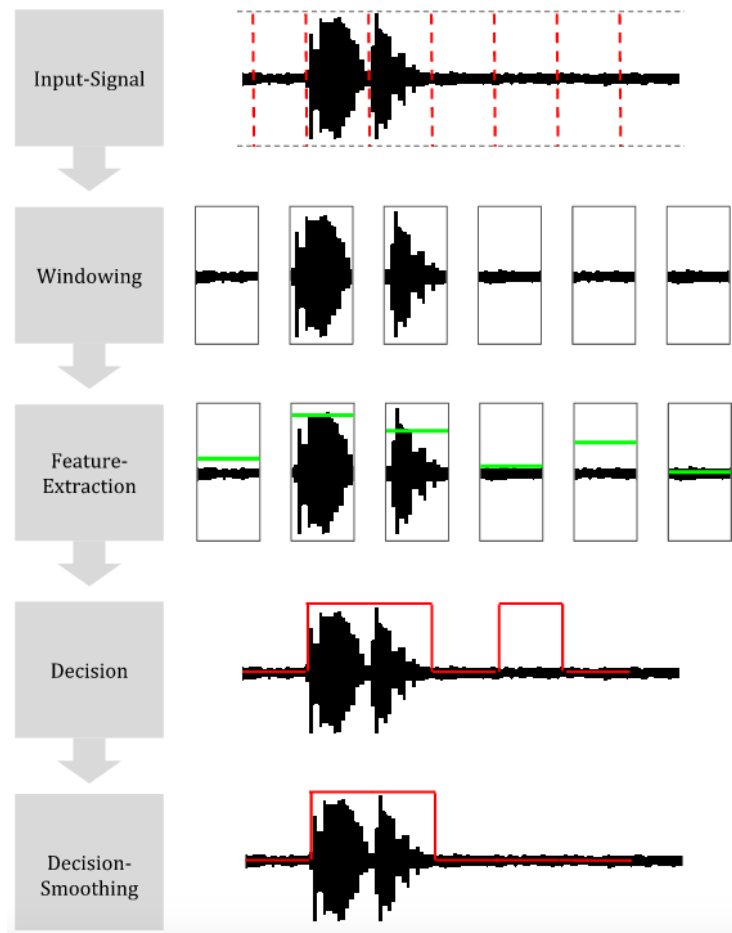 Input-Signal
Windowing
Feature-
Extraction
Decision
Decision-
Smoothing